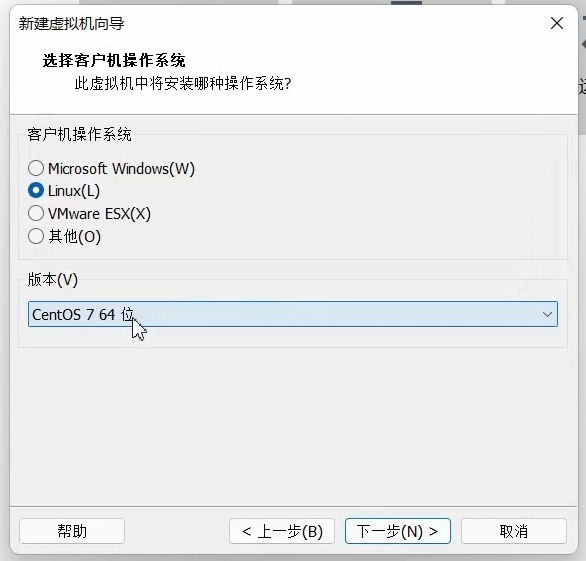 新建虚拟机向导
选择客户机操作系统
此虚拟机中将安装哪种操作系统?
客户机操作系统
Microsoft Windows(W)
Linux(L)
VMware ESX(X)
其他(O)
版本(V)
CentOS 7 64 位
帮助
< 上一步(B)
下一步(N) >
取消